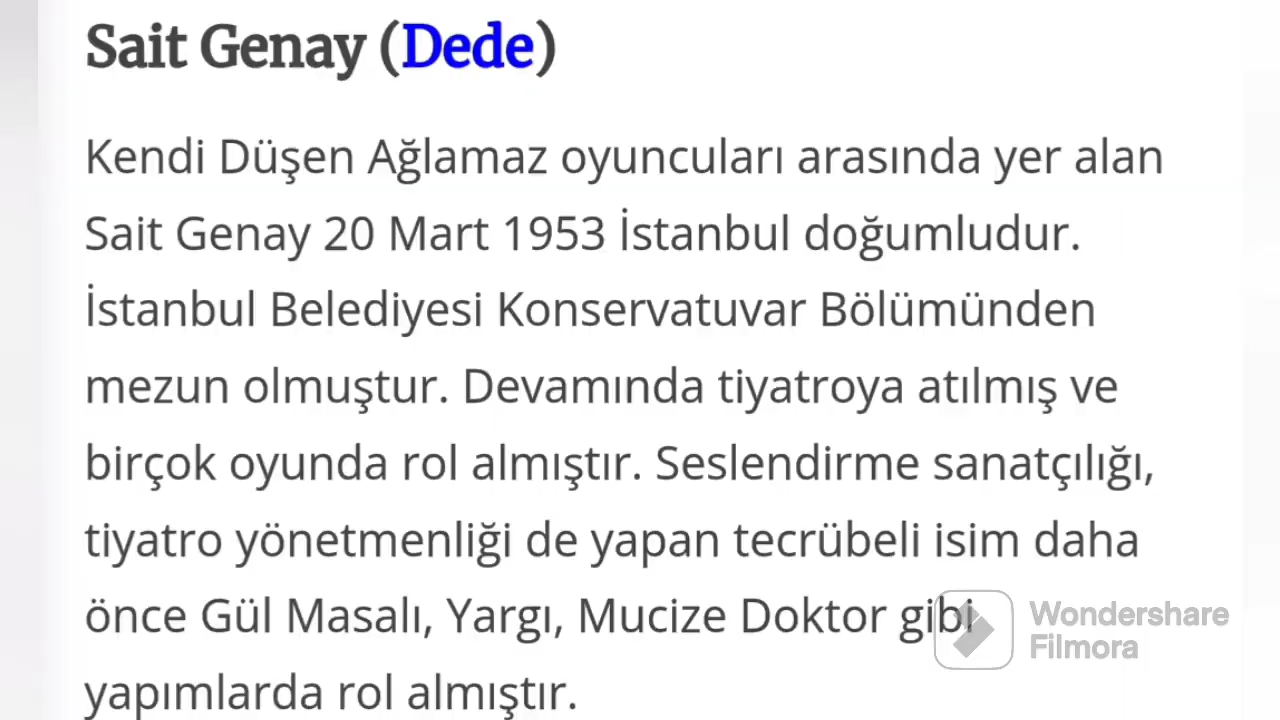 Sait Genay (Dede)
Kendi Düşen Ağlamaz oyuncuları arasında yer alan
Sait Genay 20 Mart 1953 İstanbul doğumludur.
İstanbul Belediyesi Konservatuvar Bölümünden
mezun olmuştur. Devamında tiyatroya atılmış ve
birçok oyunda rol almıştır. Seslendirme sanatçılığı,
tiyatro yönetmenliği de yapan tecrübeli isim daha
önce Gül Masalı, Yargı, Mucize Doktor gibi
yapımlarda rol almıştır.
Wondershare
Filmora